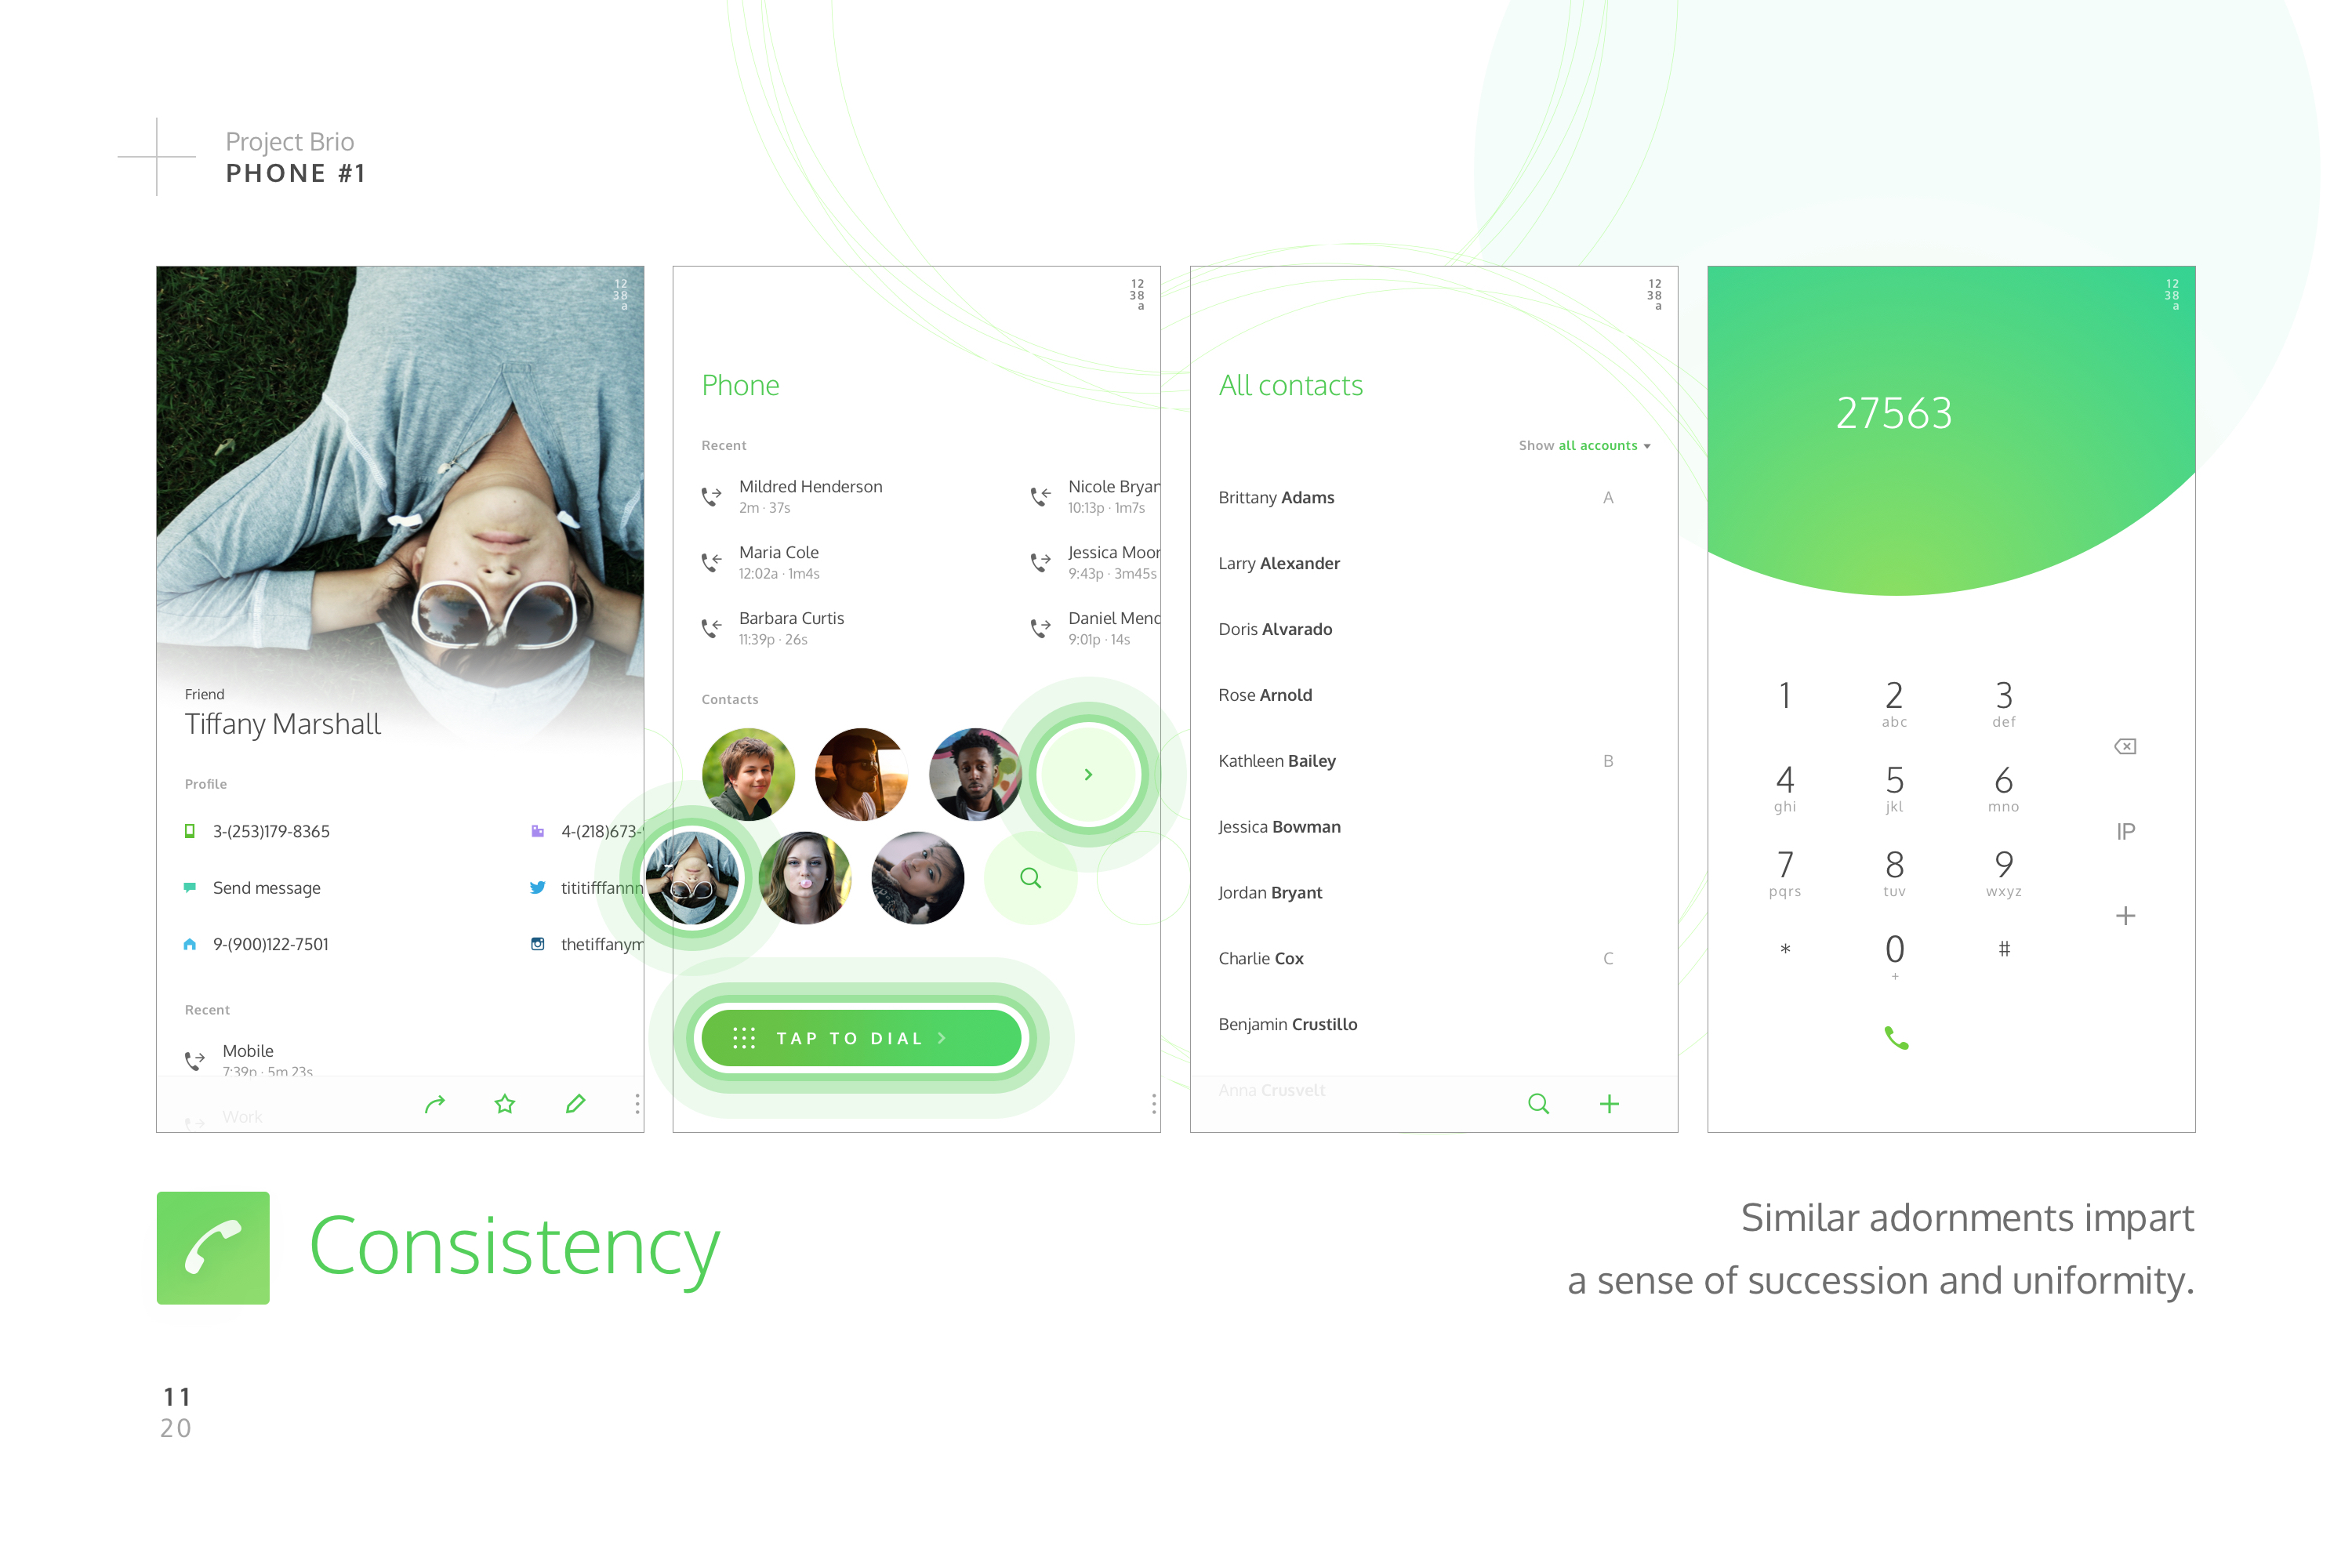 Project Brio
PHONE #1
12
38
a
Friend
Tiffany Marshall
Profile
3-(253)179-8365
4-(218)673-
Send message
tititifffannn
9-(900)122-7501
thetiffanym
Recent
Mobile
7:39p · 5m 23s
Work
12
38
a
Phone
Recent
Mildred Henderson
2m · 37s
Nicole Bryan
10:13p · 1m7s
Maria Cole
12:02a · 1m4s
Jessica Moor
9:43p · 3m45s
Barbara Curtis
11:39p · 26s
Daniel Mend
9:01p · 14s
Contacts
TAP TO DIAL
12
38
a
All contacts
Show all accounts
Brittany Adams A
Larry Alexander
Doris Alvarado
Rose Arnold
Kathleen Bailey B
Jessica Bowman
Jordan Bryant
Charlie Cox C
Benjamin Crustillo
Anna Crusvelt
12
38
a
27563
1 2 3
abc def
4 5 6
ghi jkl mno
IP
7 8 9
pqrs tuv wxyz
* 0 #
+
Consistency
Similar adornments impart
a sense of succession and uniformity.
11
20